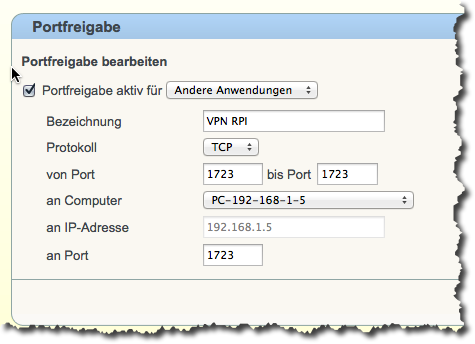 Portfreigabe
Portfreigabe bearbeiten
Portfreigabe aktiv für Andere Anwendungen
Bezeichnung VPN RPI
Protokoll TCP
von Port 1723 bis Port 1723
an Computer PC-192-168-1-5
an IP-Adresse 192.168.1.5
an Port 1723